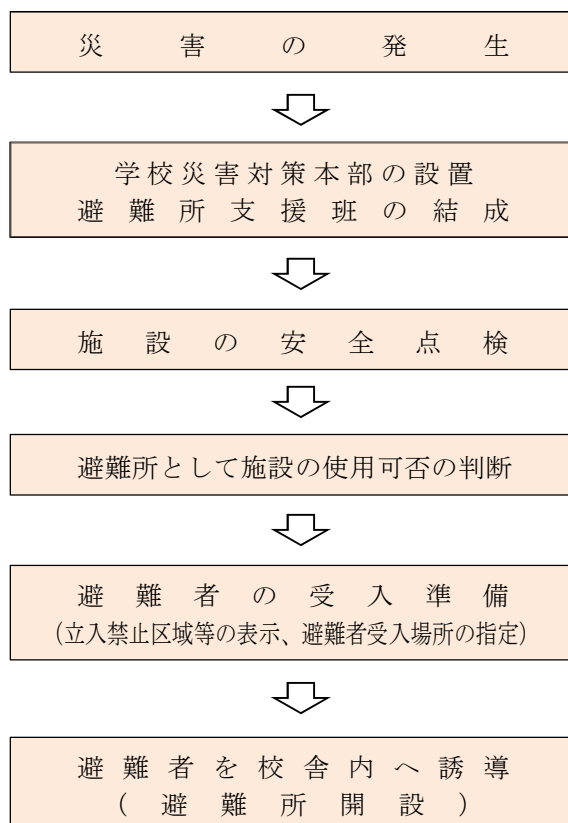 災害の発生
学校災害対策本部の設置
避難所支援班の結成
施設の安全点検
避難所として施設の使用可否の判断
避難者の受入準備
(立入禁止区域等の表示、避難者受入場所の指定)
避難者を校舎内へ誘導
(避難所開設)